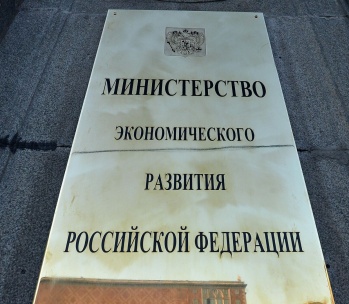 МИНИСТЕРСТВО
ЭКОНОМИЧЕСКОГО
РАЗВИТИЯ
РОССИЙСКОЙ ФЕДЕРАЦИИ